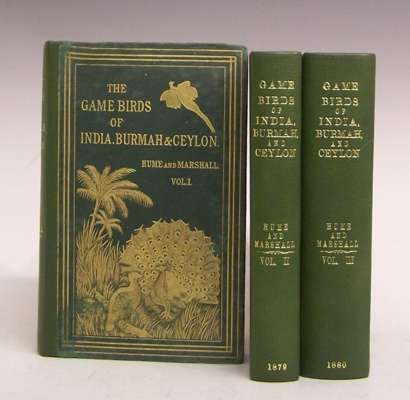 THE
GAME BIRDS
OF
INDIA, BURMAH & CEYLON.
HUME AND MARSHALL.
VOL. I.
GAME
BIRDS
OF
INDIA,
BURMAH,
AND
CEYLON
HUME
AND
MARSHALL
VOL. II
1879
GAME
BIRDS
OF
INDIA,
BURMAH,
AND
CEYLON
HUME
AND
MARSHALL
VOL. III
1880